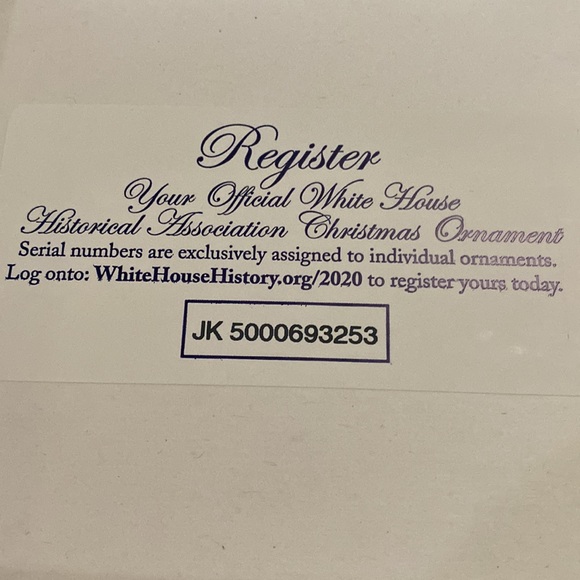 Register
Your Official White House
Historical Association Christmas Ornament
Serial numbers are exclusively assigned to individual ornaments.
Log onto: WhiteHouseHistory.org/2020 to register yours today.
JK 5000693253